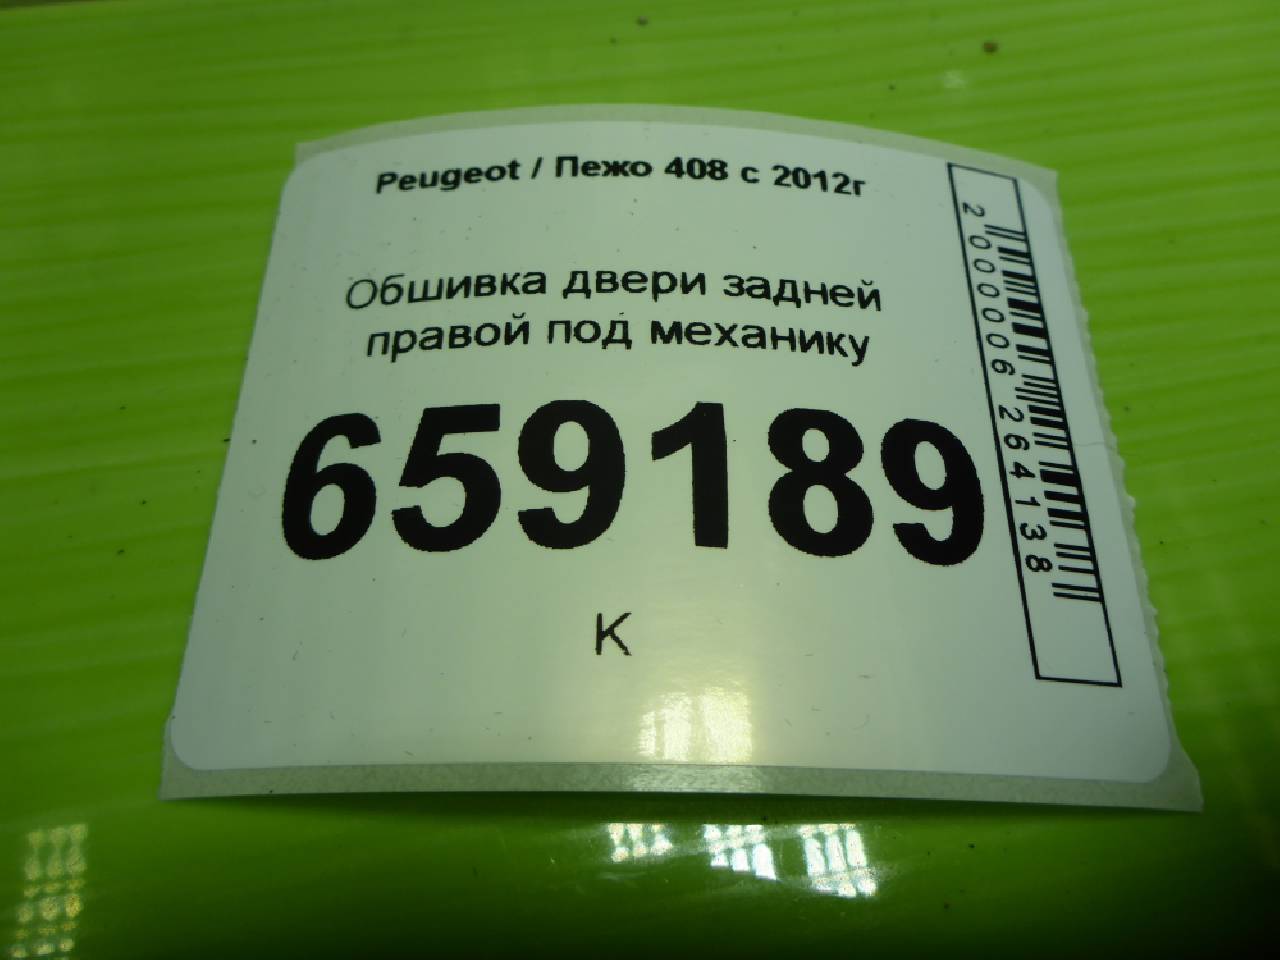 Peugeot / Пежо 408 с 2012г
Обшивка двери задней
правой под механику
659189
К
2000006264138